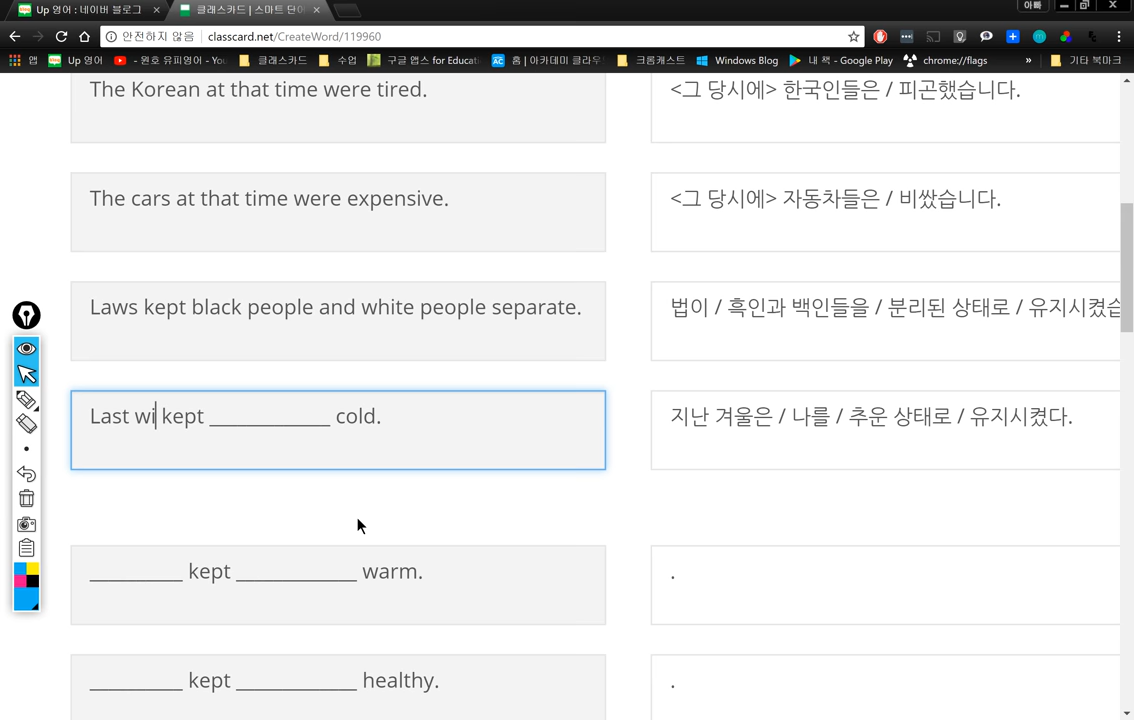 Up 영어 : 네이버 블로그
클래스카드 | 스마트 단어
아빠
안전하지 않음 classcard.net/CreateWord/119960
앱 Up 영어 - 원호 유피영어 - You 클래스카드 수업 구글 앱스 for Educati 홈 | 아카데미 클라우 크롬캐스트 Windows Blog 내 책 - Google Play chrome://flags » 기타 북마크
The Korean at that time were tired.
<그 당시에> 한국인들은 / 피곤했습니다.
The cars at that time were expensive.
<그 당시에> 자동차들은 / 비쌌습니다.
Laws kept black people and white people separate.
법이 / 흑인과 백인들을 / 분리된 상태로 / 유지시켰습
Last wi kept _____________ cold.
지난 겨울은 / 나를 / 추운 상태로 / 유지시켰다.
__________ kept _____________ warm.
.
__________ kept _____________ healthy.
.